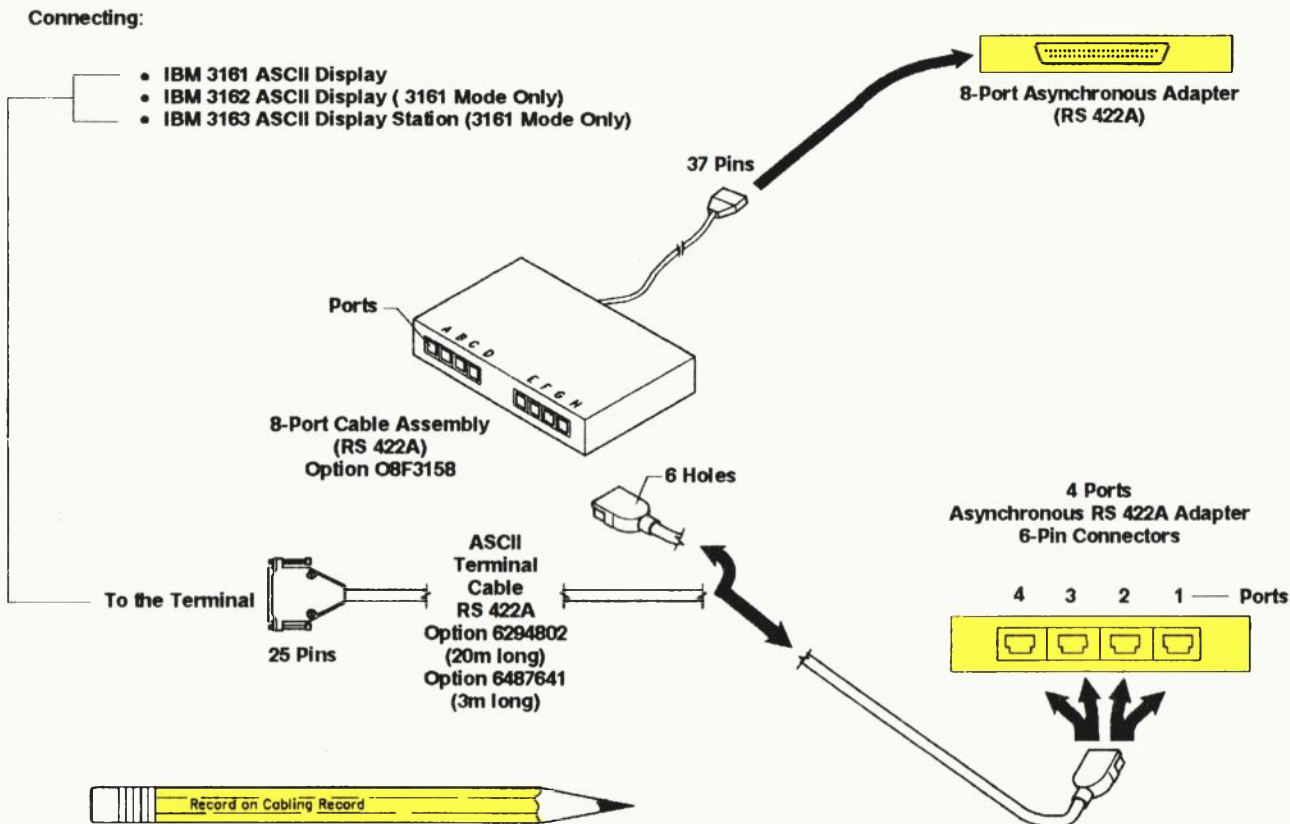 Connecting:
• IBM 3161 ASCII Display
• IBM 3162 ASCII Display ( 3161 Mode Only)
• IBM 3163 ASCII Display Station (3161 Mode Only)
8-Port Asynchronous Adapter
(RS 422A)
37 Pins
Ports
A B C D
E F G H
8-Port Cable Assembly
(RS 422A)
Option O8F3158
6 Holes
4 Ports
Asynchronous RS 422A Adapter
6-Pin Connectors
4 3 2 1 Ports
To the Terminal
25 Pins
ASCII
Terminal
Cable
RS 422A
Option 6294802
(20m long)
Option 6487641
(3m long)
Record on Cabling Record